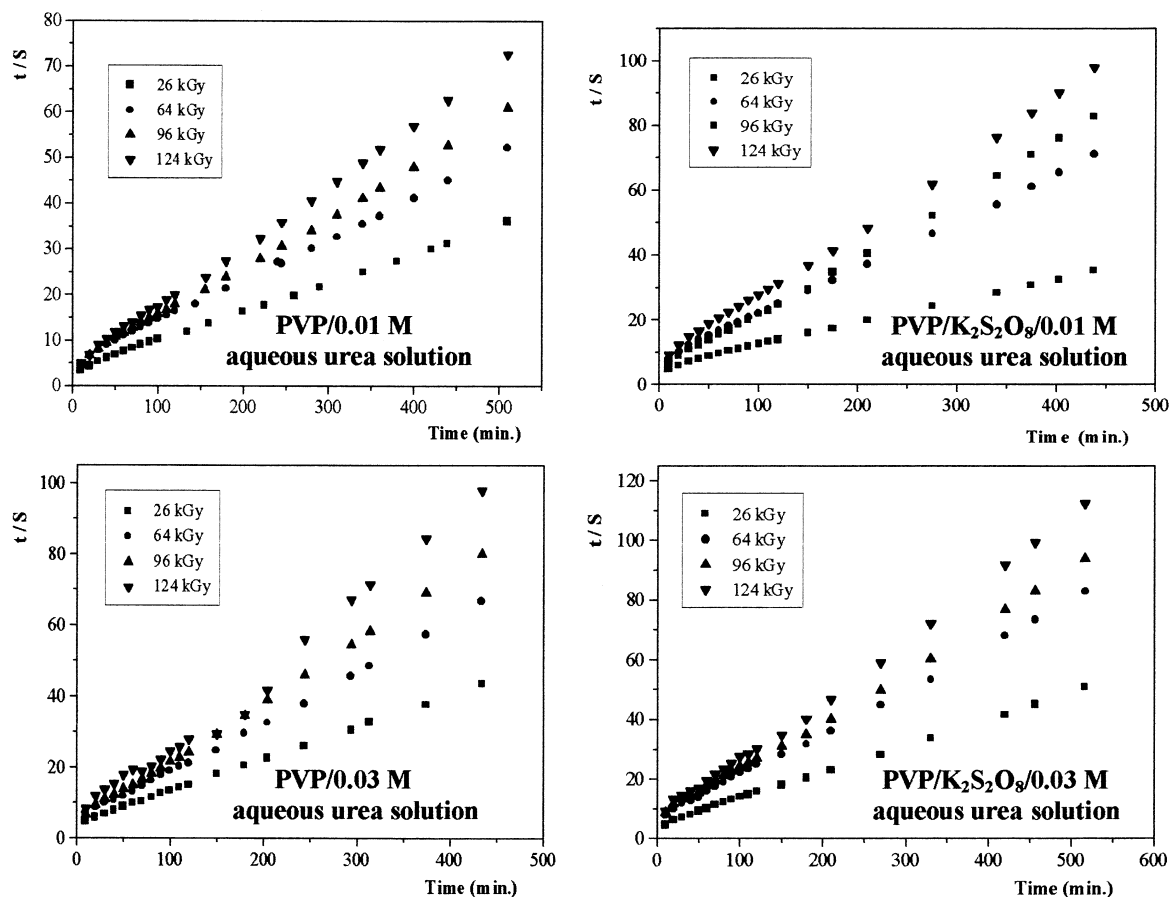 t / S
80
70
60
50
40
30
20
10
0
26 kGy
64 kGy
96 kGy
124 kGy
PVP/0.01 M
aqueous urea solution
0 100 200 300 400 500
Time (min.)
t / S
100
80
60
40
20
0
26 kGy
64 kGy
96 kGy
124 kGy
PVP/K₂S₂O₈/0.01 M
aqueous urea solution
0 100 200 300 400 500
Time (min.)
t / S
100
80
60
40
20
0
26 kGy
64 kGy
96 kGy
124 kGy
PVP/0.03 M
aqueous urea solution
0 100 200 300 400 500
Time (min.)
t / S
120
100
80
60
40
20
0
26 kGy
64 kGy
96 kGy
124 kGy
PVP/K₂S₂O₈/0.03 M
aqueous urea solution
0 100 200 300 400 500 600
Time (min.)